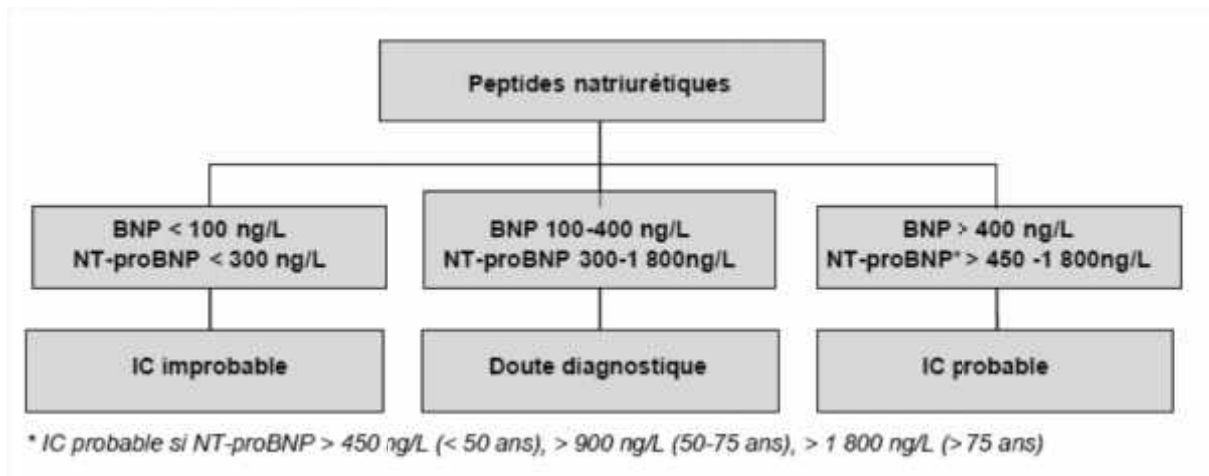 Peptides natriurétiques
BNP < 100 ng/L
NT-proBNP < 300 ng/L
BNP 100-400 ng/L
NT-proBNP 300-1 800ng/L
BNP > 400 ng/L
NT-proBNP* > 450 -1 800ng/L
IC improbable
Doute diagnostique
IC probable
* IC probable si NT-proBNP > 450 ng/L (< 50 ans), > 900 ng/L (50-75 ans), > 1 800 ng/L (> 75 ans)